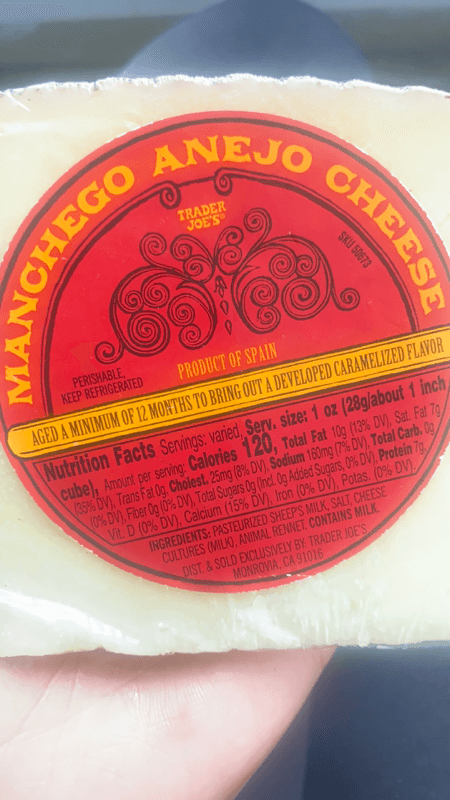 MANCHEGO ANEJO CHEESE
TRADER
JOE'S®
SKU 50673
PERISHABLE,
KEEP REFRIGERATED
PRODUCT OF SPAIN
AGED A MINIMUM OF 12 MONTHS TO BRING OUT A DEVELOPED CARAMELIZED FLAVOR
Nutrition Facts Servings: varied, Serv. size: 1 oz (28g|about 1 inch
cube), Amount per serving: Calories 120, Total Fat 10g (13% DV), Sat. Fat 7g
(35% DV), Trans Fat 0g, Cholest. 25mg (8% DV), Sodium 160mg (7% DV), Total Carb. 0g
(0% DV), Fiber 0g (0% DV), Total Sugars 0g (Incl. 0g Added Sugars, 0% DV), Protein 7g,
Vit. D (0% DV), Calcium (15% DV), Iron (0% DV), Potas. (0% DV).
INGREDIENTS: PASTEURIZED SHEEP'S MILK, SALT, CHEESE
CULTURES (MILK), ANIMAL RENNET. CONTAINS MILK.
DIST. & SOLD EXCLUSIVELY BY: TRADER JOE'S
MONROVIA, CA 91016